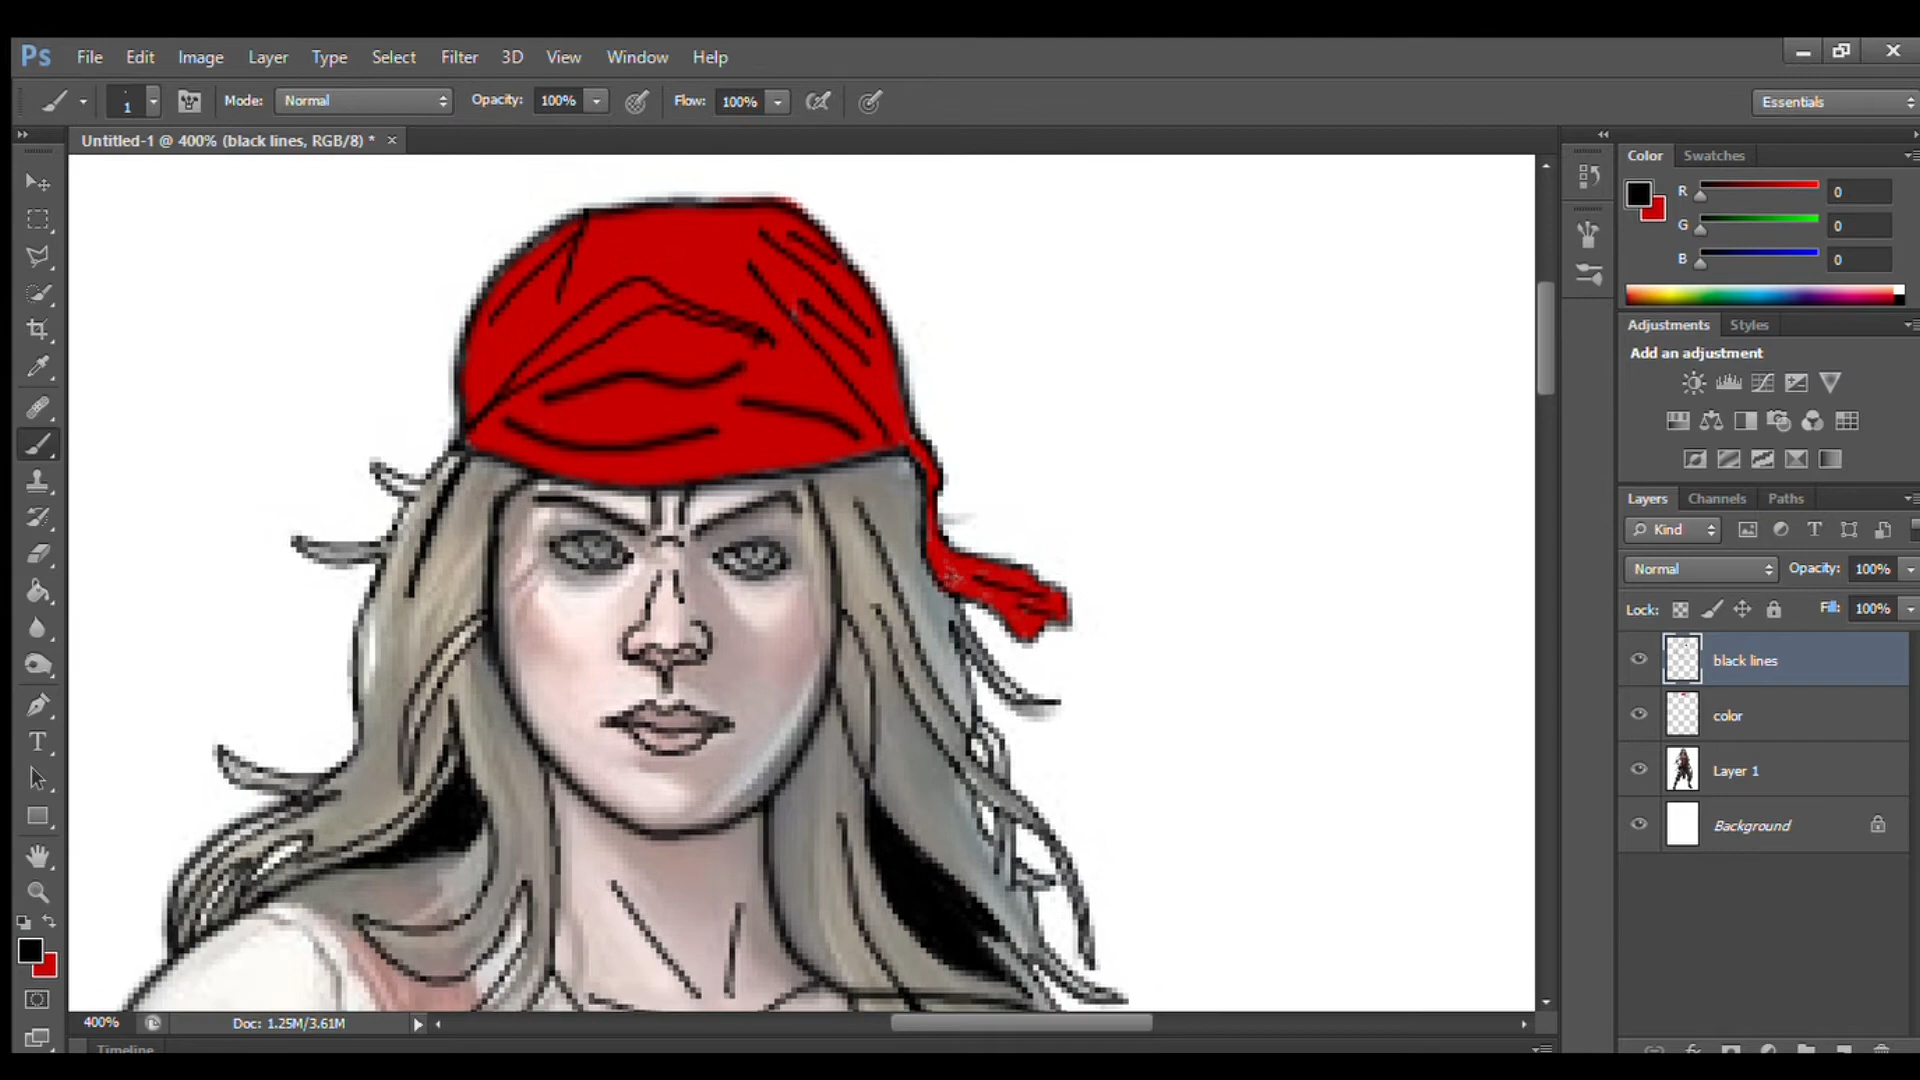 Ps File Edit Image Layer Type Select Filter 3D View Window Help
1 Mode: Normal Opacity: 100% Flow: 100% Essentials
Untitled-1 @ 400% (black lines, RGB/8) *
Color Swatches
R 0
G 0
B 0
Adjustments Styles
Add an adjustment
Layers Channels Paths
Kind
Normal Opacity: 100%
Lock: Fill: 100%
black lines
color
Layer 1
Background
400% Doc: 1.25M/3.61M
Timeline